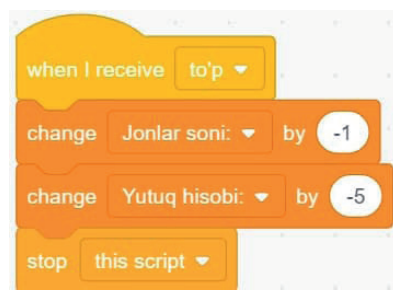 when I receive to'p
change Jonlar soni: by -1
change Yutuq hisobi: by -5
stop this script